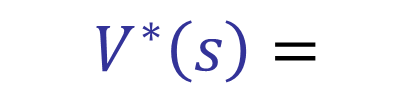 V*(s) =